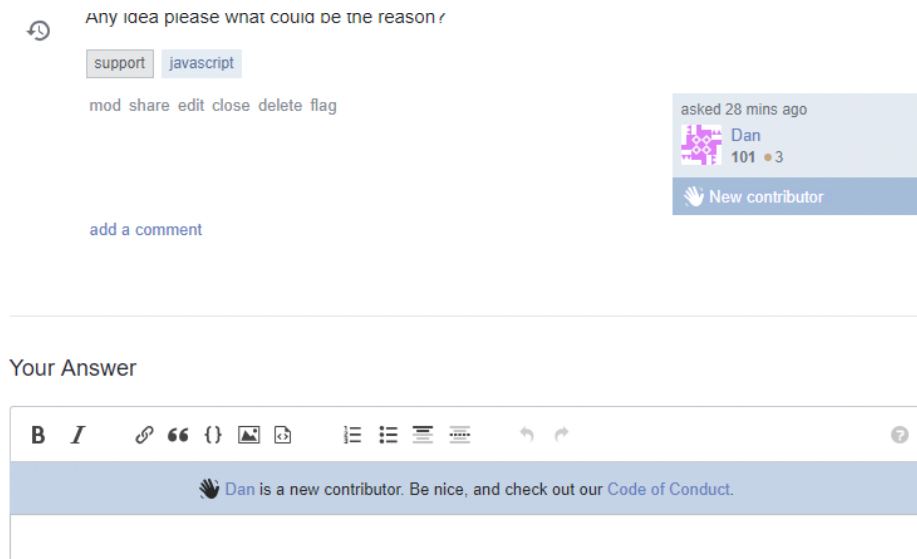 Any idea please what could be the reason?
support javascript
mod share edit close delete flag
asked 28 mins ago
Dan
101 3
New contributor
add a comment
Your Answer
B I
Dan is a new contributor. Be nice, and check out our Code of Conduct.